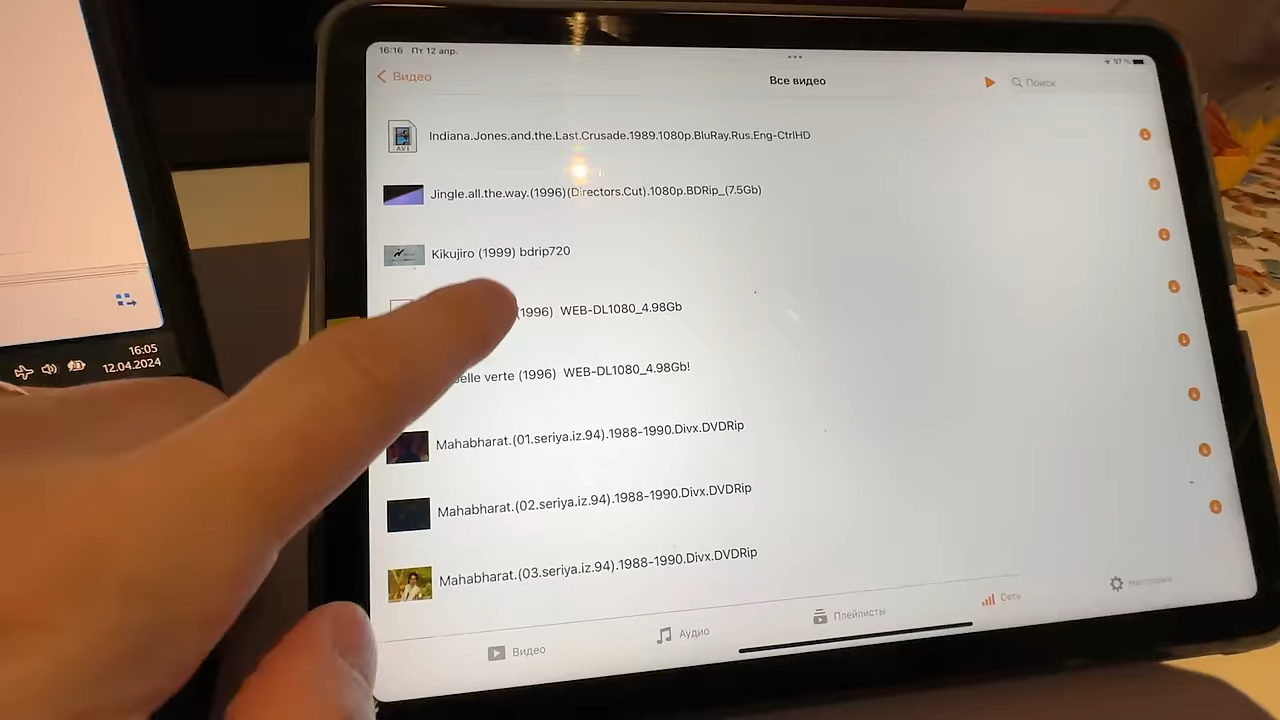 16:16 Пт 12 апр.
97 %
Видео
Все видео
Поиск
Indiana.Jones.and.the.Last.Crusade.1989.1080p.BluRay.Rus.Eng-CtrlHD
AVI
Jingle.all.the.way.(1996)(Directors.Cut).1080p.BDRip_(7.5Gb)
Kikujiro (1999) bdrip720
(1996) WEB-DL1080_4.98Gb
verte (1996) WEB-DL1080_4.98Gb!
Mahabharat.(01.seriya.iz.94).1988-1990.Divx.DVDRip
Mahabharat.(02.seriya.iz.94).1988-1990.Divx.DVDRip
Mahabharat.(03.seriya.iz.94).1988-1990.Divx.DVDRip
Видео
Аудио
Плейлисты
Сеть
Настройки
16:05
12.04.2024